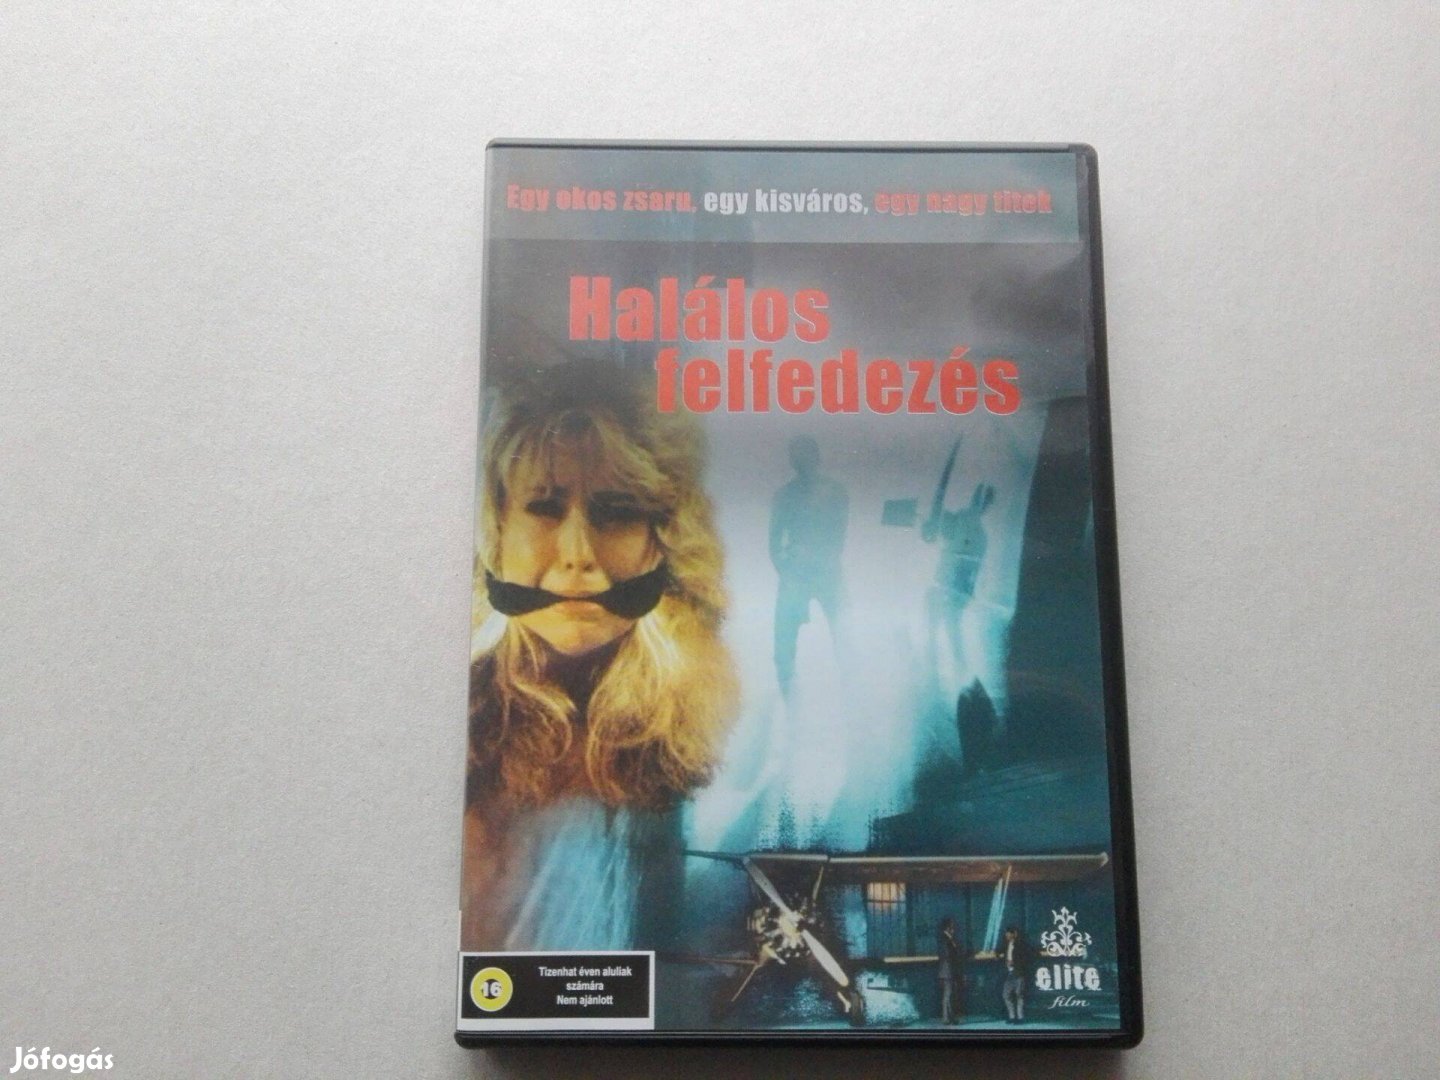 Egy okos zsaru, egy kisváros, egy nagy titok
Halálos
felfedezés
16
Tizenhat éven aluliak
számára
Nem ajánlott
elite
film
Jófogás